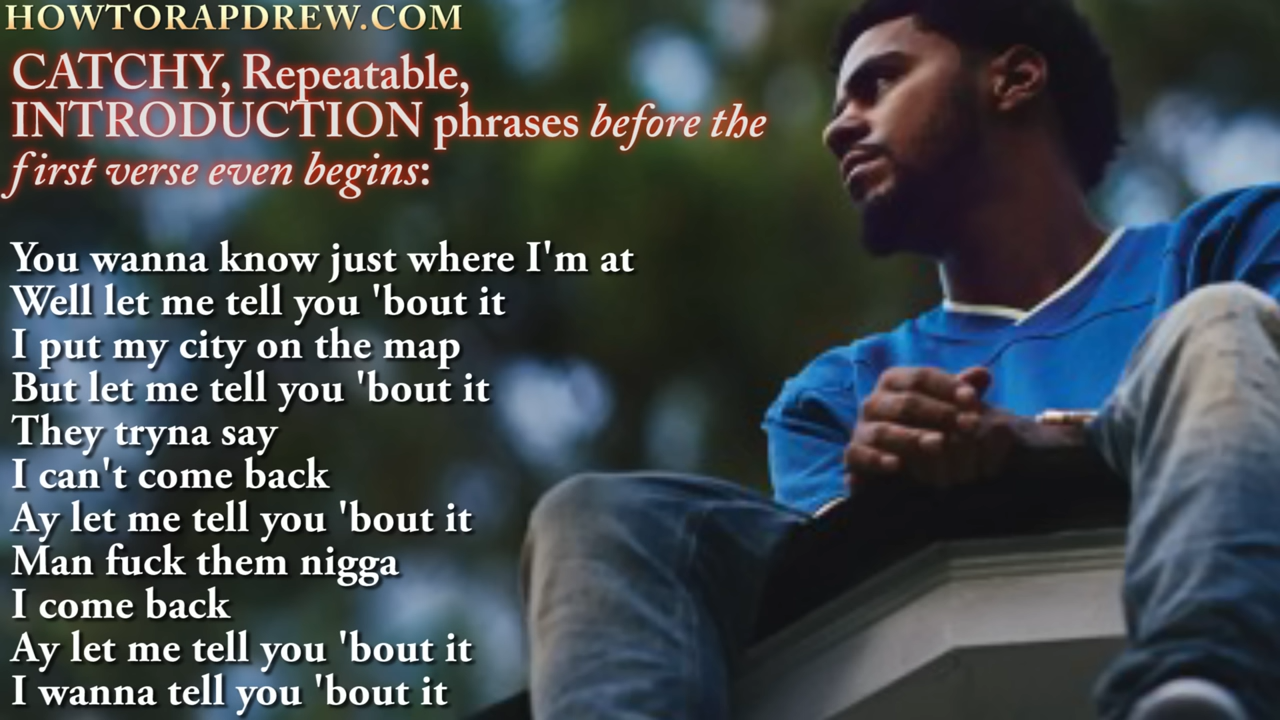 HOWTORAPDREW.COM
CATCHY, Repeatable,
INTRODUCTION phrases before the
first verse even begins:
You wanna know just where I'm at
Well let me tell you 'bout it
I put my city on the map
But let me tell you 'bout it
They tryna say
I can't come back
Ay let me tell you 'bout it
Man fuck them nigga
I come back
Ay let me tell you 'bout it
I wanna tell you 'bout it